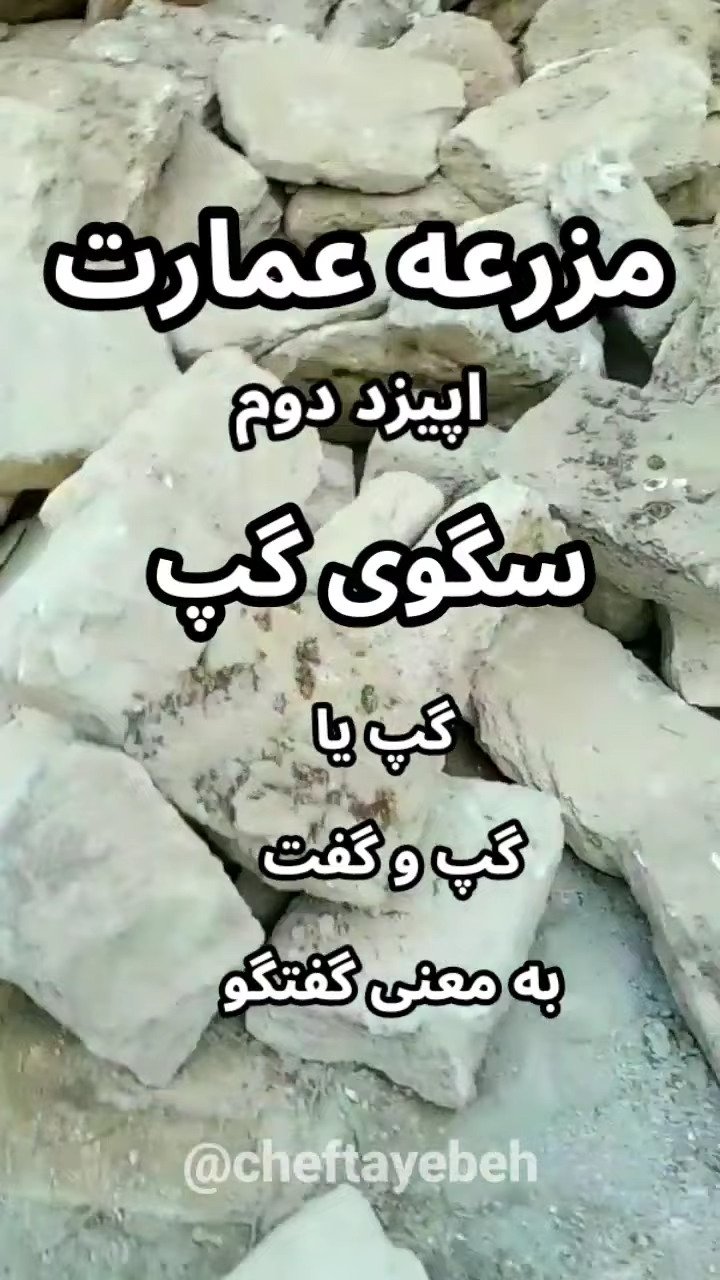 مزرعه عمارت
اپیزد دوم
سگوی گپ
گپ یا
گپ و گفت
به معنی گفتگو
@cheftayebeh